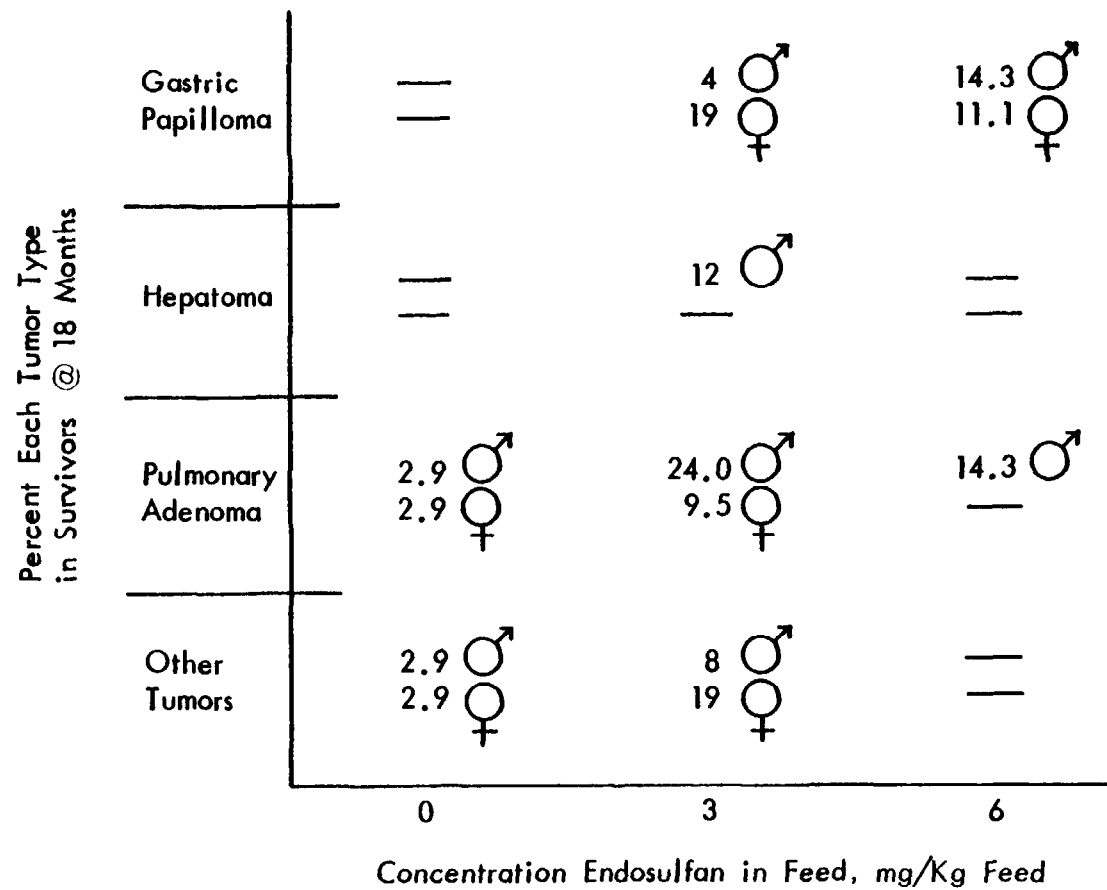 Percent Each Tumor Type
in Survivors @ 18 Months
Gastric
Papilloma
— 4 ♂ 14.3 ♂
— 19 ♀ 11.1 ♀
Hepatoma
— 12 ♂ —
— — —
Pulmonary
Adenoma
2.9 ♂ 24.0 ♂ 14.3 ♂
2.9 ♀ 9.5 ♀ —
Other
Tumors
2.9 ♂ 8 ♂ —
2.9 ♀ 19 ♀ —
0 3 6
Concentration Endosulfan in Feed, mg/Kg Feed